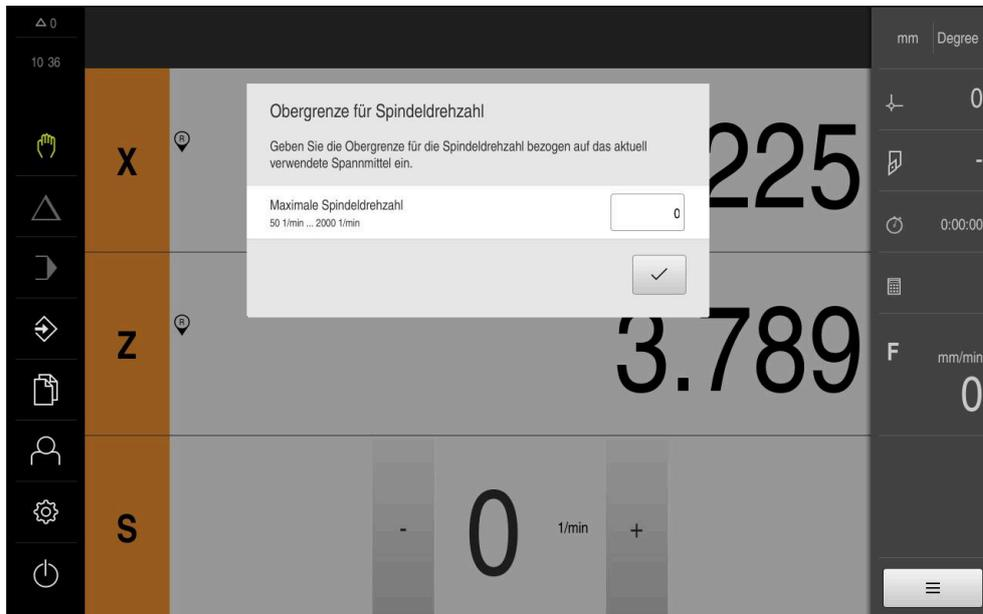 0
10 36
mm Degree
Obergrenze für Spindeldrehzahl
Geben Sie die Obergrenze für die Spindeldrehzahl bezogen auf das aktuell
verwendete Spannmittel ein.
Maximale Spindeldrehzahl
50 1/min ... 2000 1/min
0
X
R
225
0
-
0:00:00
Z
R
3.789
F
mm/min
0
S
-
0
1/min
+